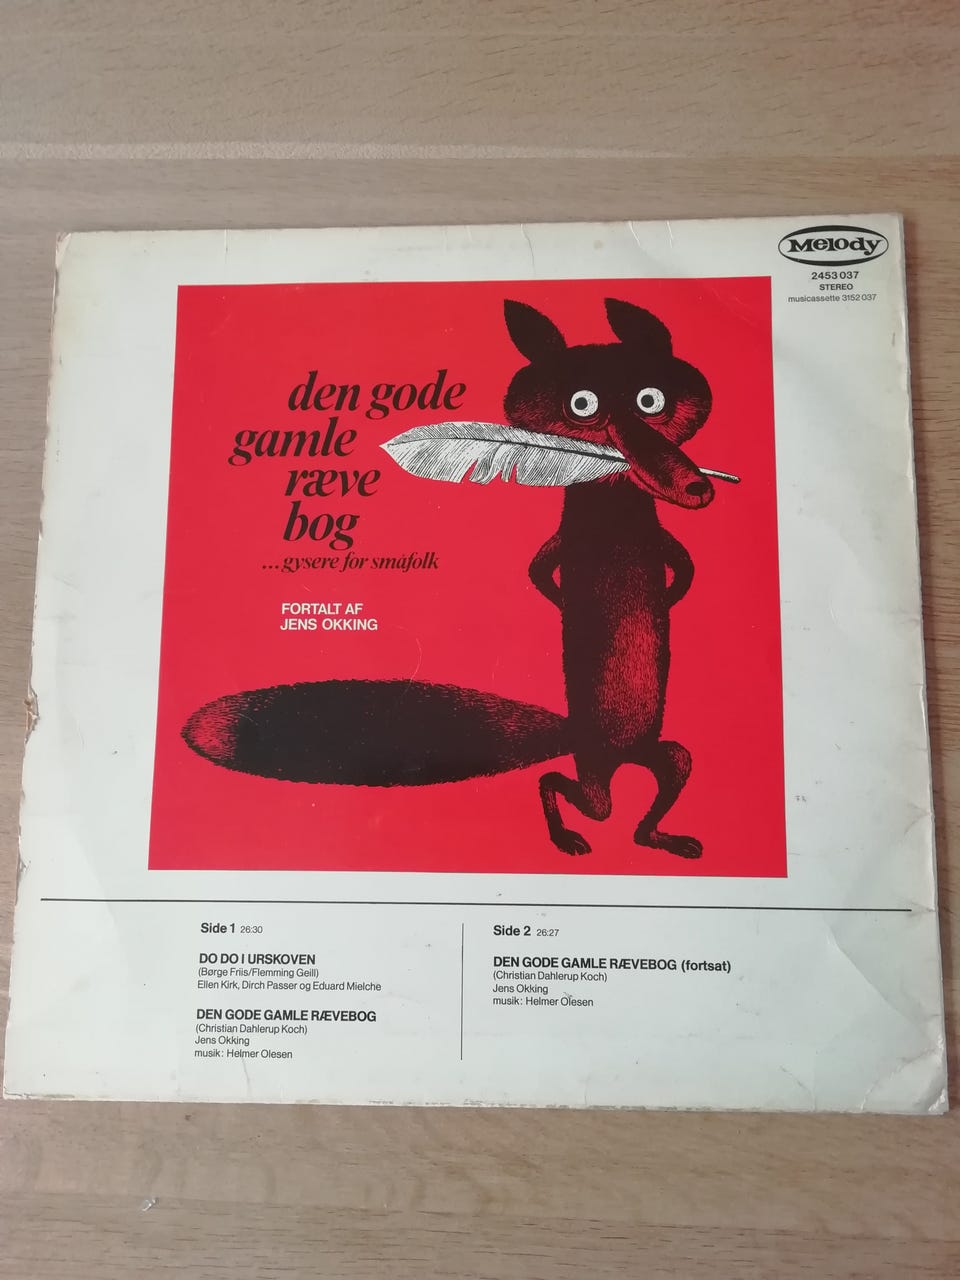 Melody
2453 037
STEREO
musicassette 3152 037
den gode
gamle
ræve
bog
...gysere for småfolk
FORTALT AF
JENS OKKING
Side 1 26:30
DO DO I URSKOVEN
(Børge Friis/Flemming Geill)
Ellen Kirk, Dirch Passer og Eduard Mielche
DEN GODE GAMLE RÆVEBOG
(Christian Dahlerup Koch)
Jens Okking
musik: Helmer Olesen
Side 2 26:27
DEN GODE GAMLE RÆVEBOG (fortsat)
(Christian Dahlerup Koch)
Jens Okking
musik: Helmer Olesen